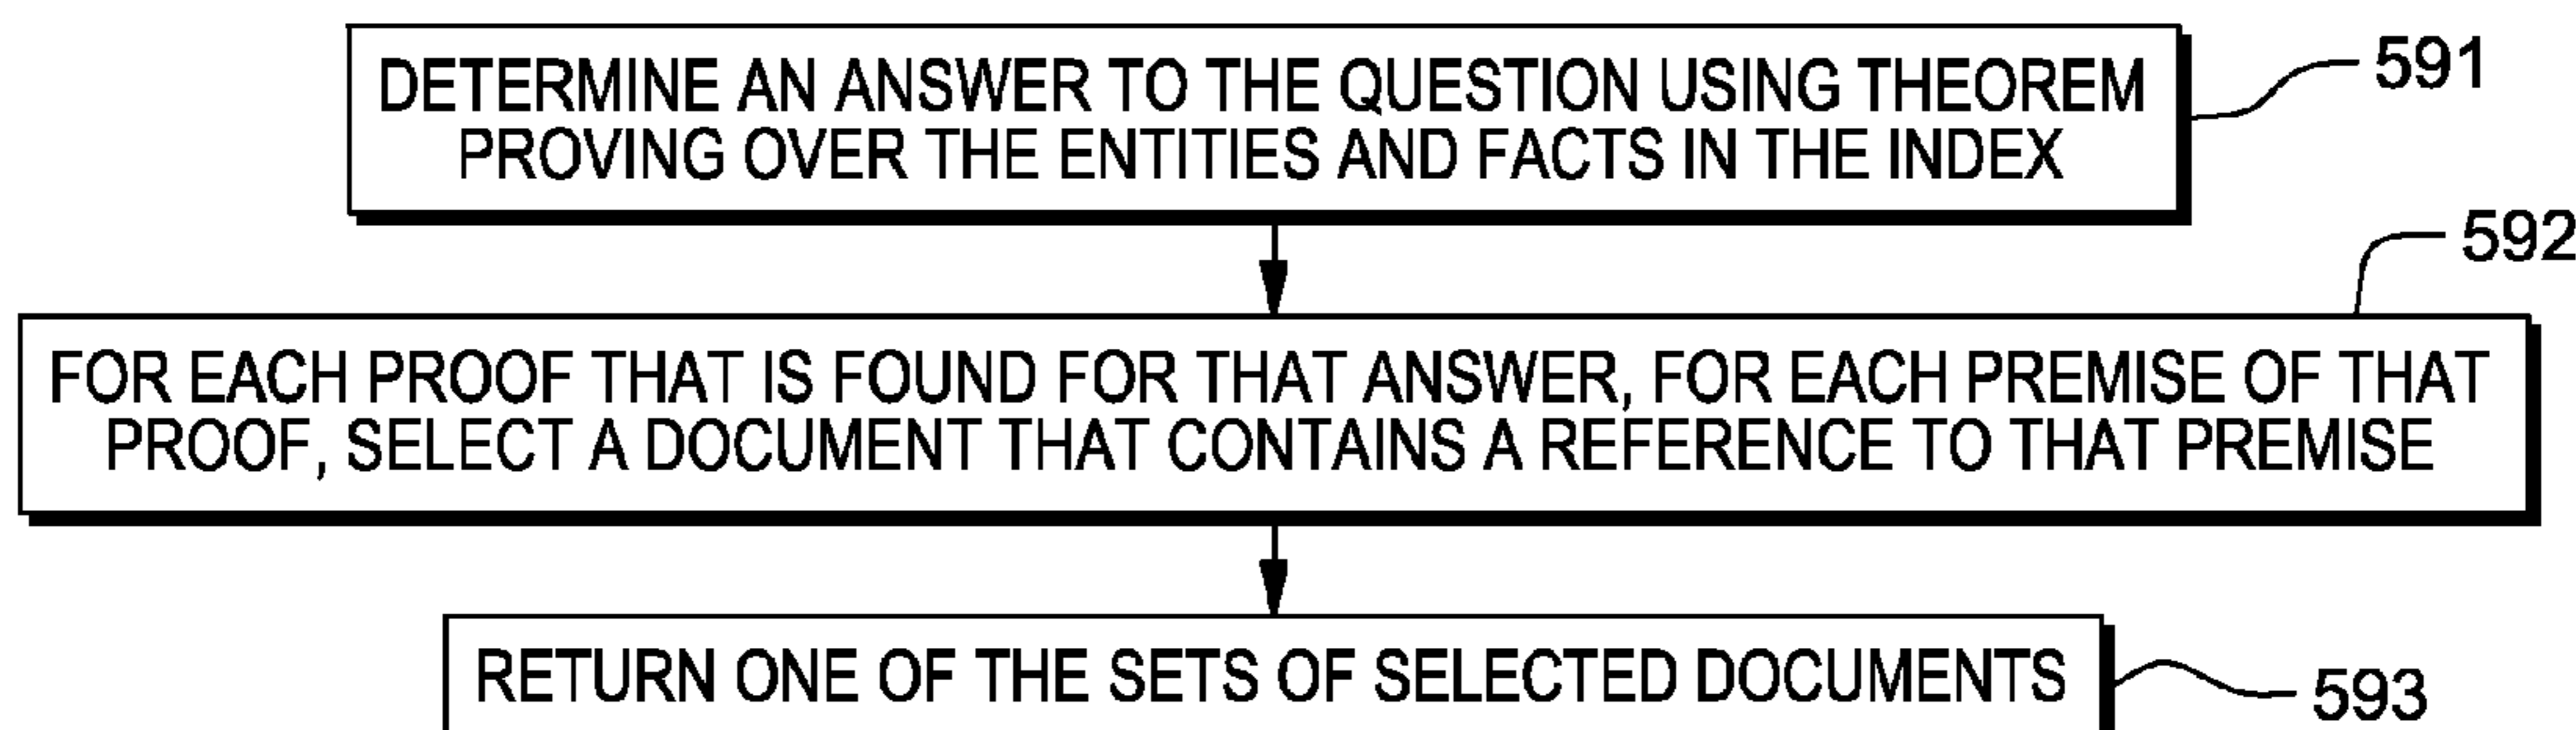 DETERMINE AN ANSWER TO THE QUESTION USING THEOREM
PROVING OVER THE ENTITIES AND FACTS IN THE INDEX
591
592
FOR EACH PROOF THAT IS FOUND FOR THAT ANSWER, FOR EACH PREMISE OF THAT
PROOF, SELECT A DOCUMENT THAT CONTAINS A REFERENCE TO THAT PREMISE
RETURN ONE OF THE SETS OF SELECTED DOCUMENTS
593